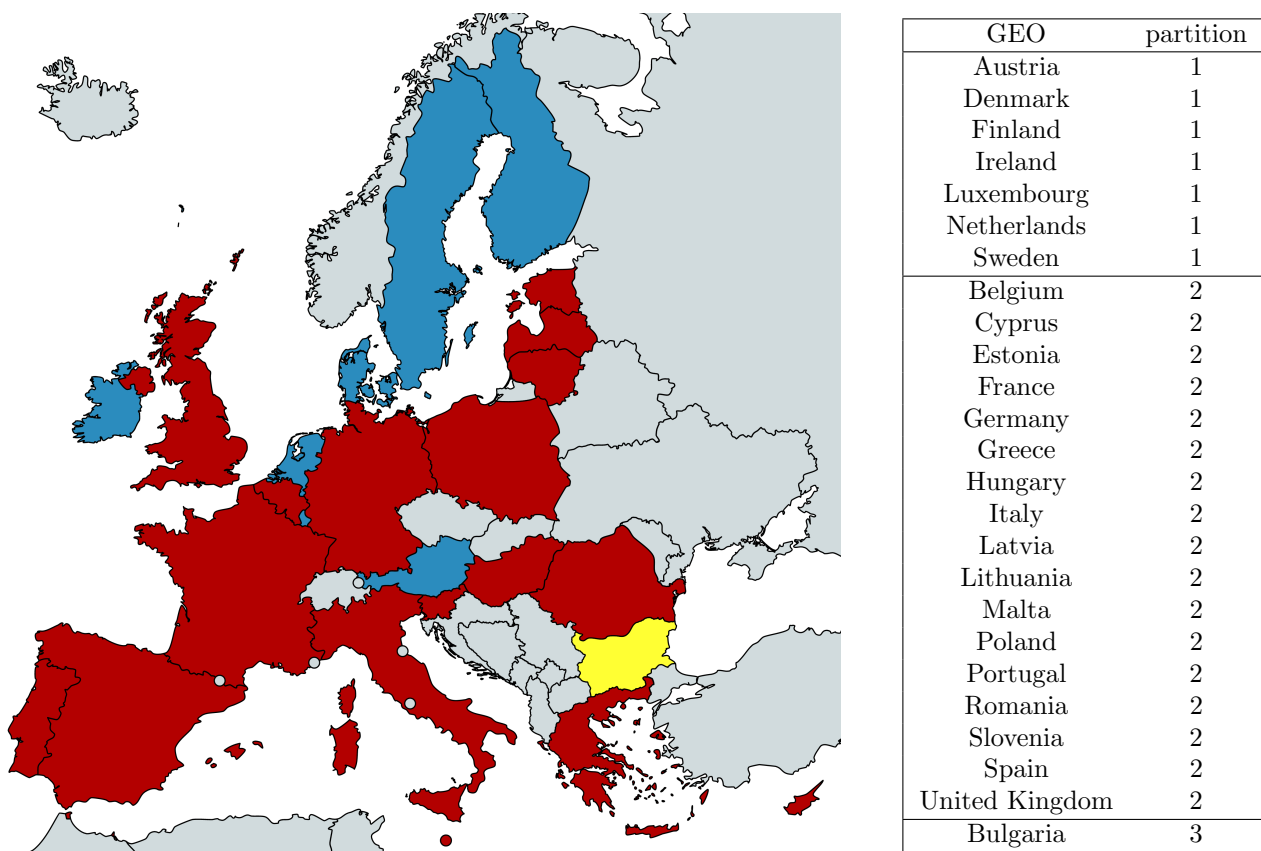 GEO partition
Austria 1
Denmark 1
Finland 1
Ireland 1
Luxembourg 1
Netherlands 1
Sweden 1
Belgium 2
Cyprus 2
Estonia 2
France 2
Germany 2
Greece 2
Hungary 2
Italy 2
Latvia 2
Lithuania 2
Malta 2
Poland 2
Portugal 2
Romania 2
Slovenia 2
Spain 2
United Kingdom 2
Bulgaria 3